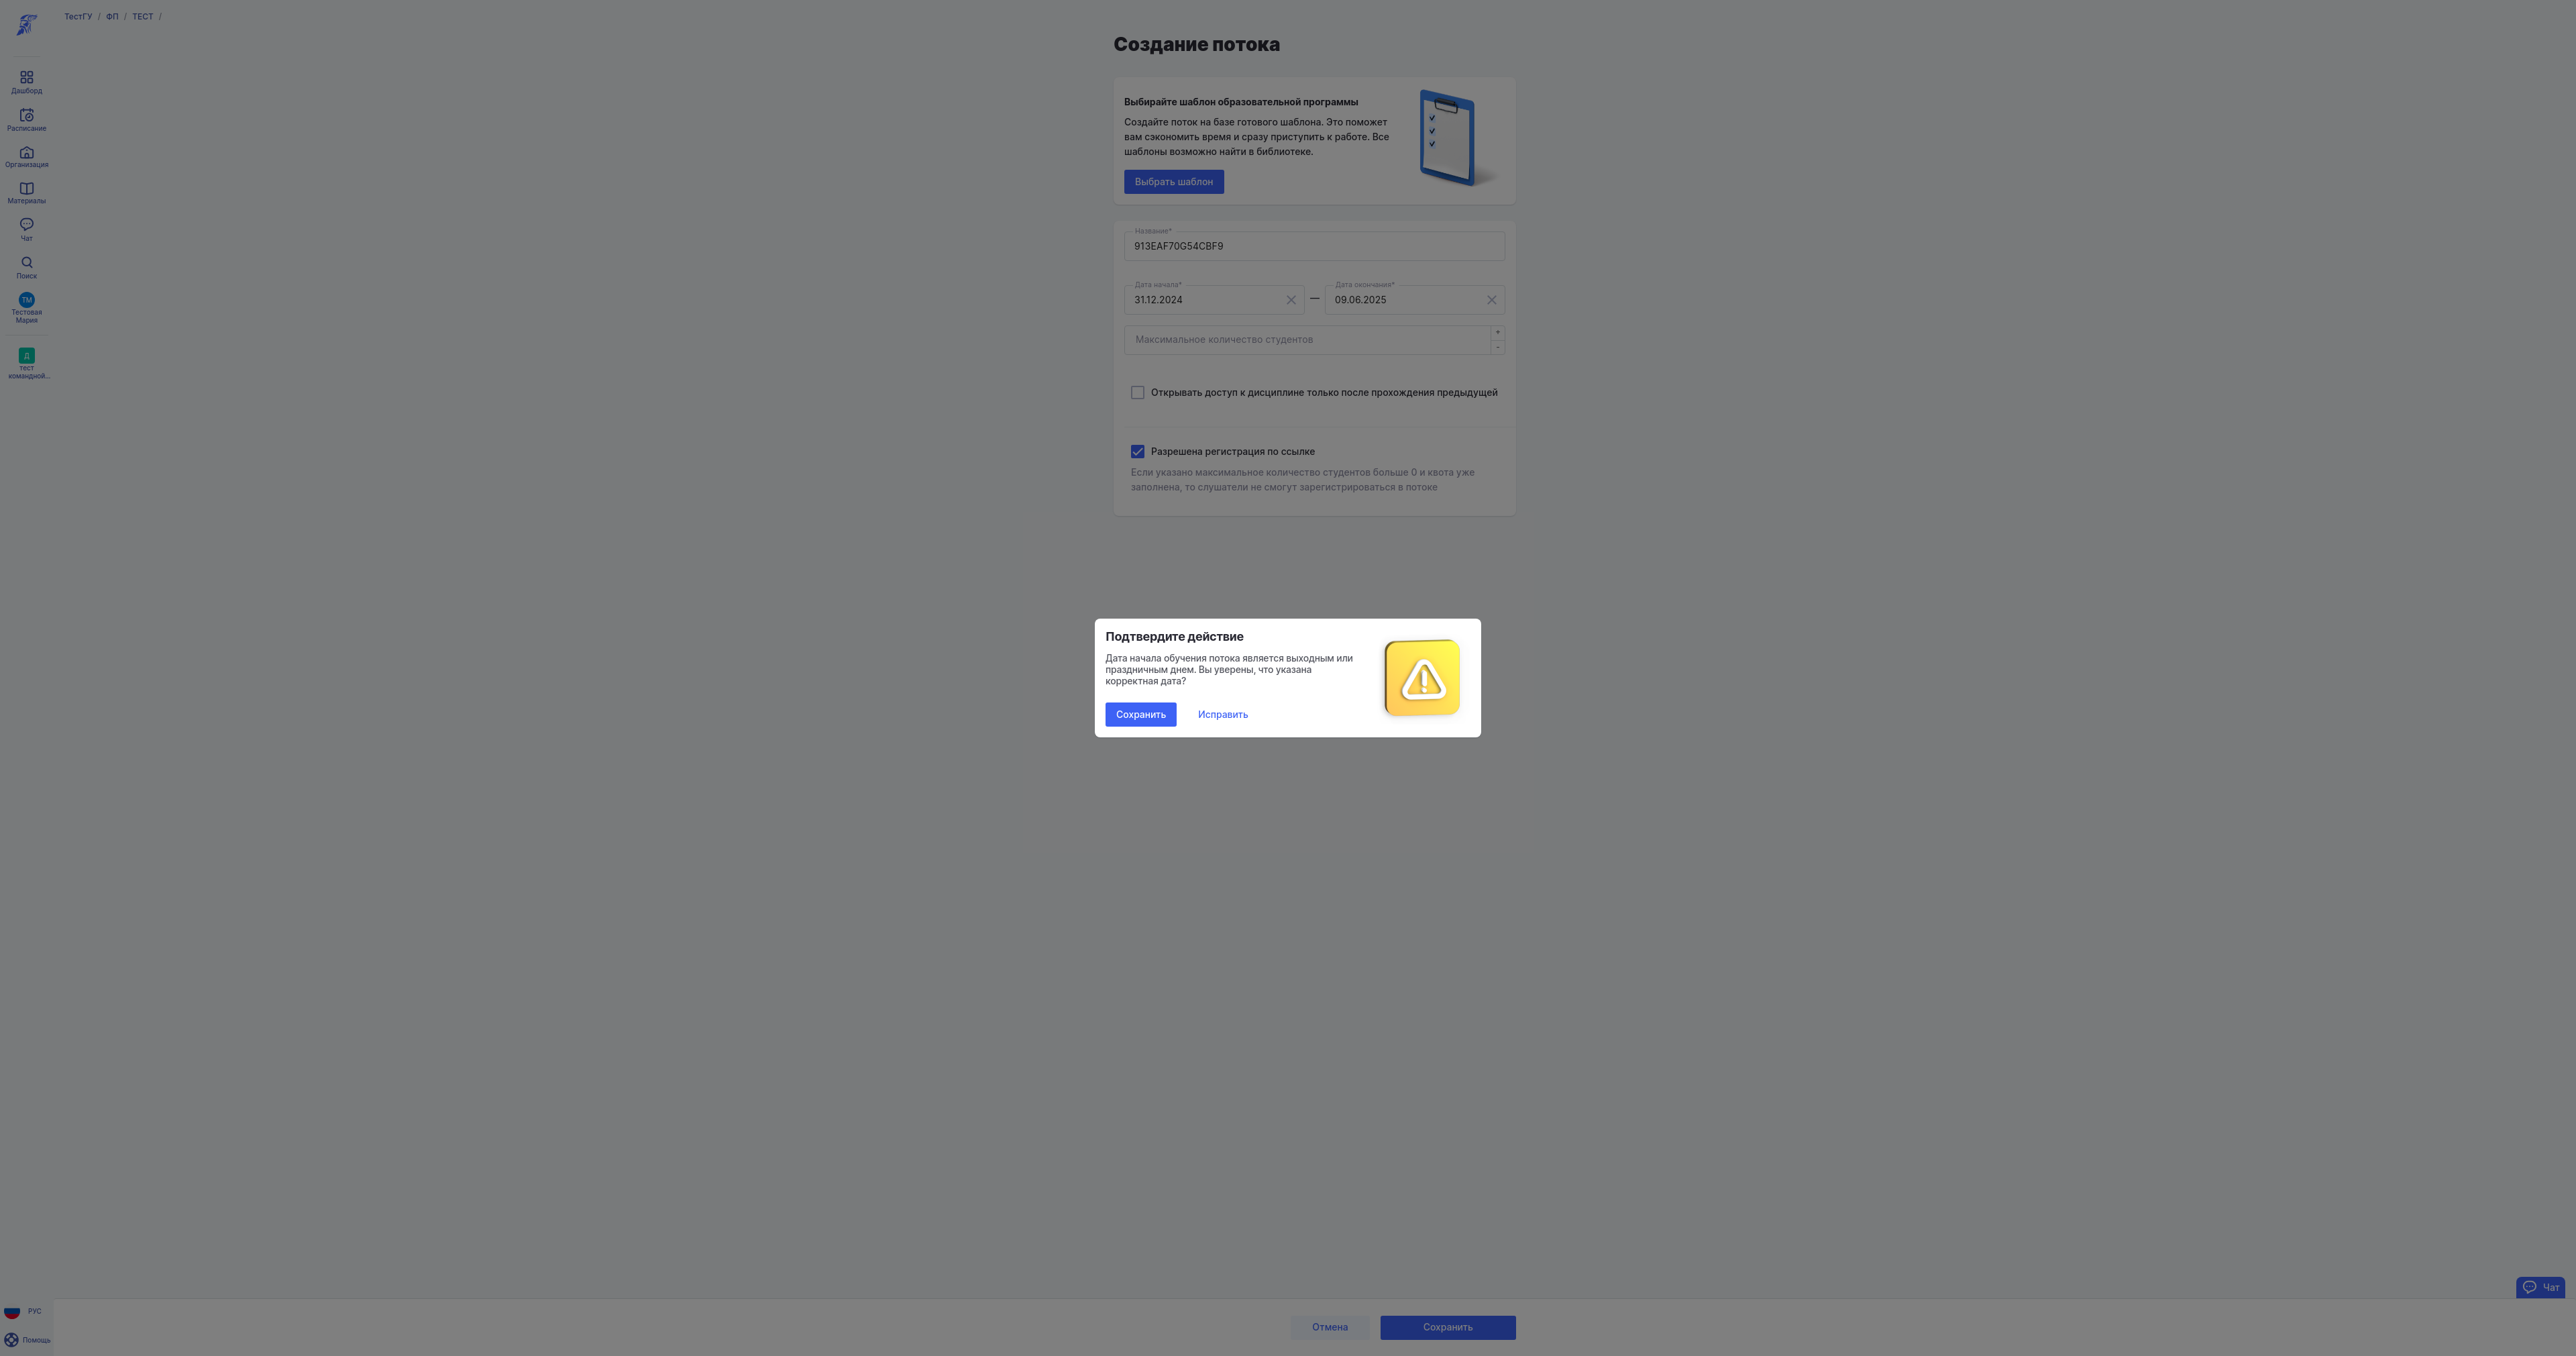 ТестГУ / ФП / ТЕСТ /
Дашборд
Расписание
Организация
Материалы
Чат
Поиск
ТМ
Тестовая
Мария
Д
тест
командной...
Создание потока
Выбирайте шаблон образовательной программы
Создайте поток на базе готового шаблона. Это поможет
вам сэкономить время и сразу приступить к работе. Все
шаблоны возможно найти в библиотеке.
Выбрать шаблон
Название*
913EAF70G54CBF9
Дата начала*
31.12.2024
—
Дата окончания*
09.06.2025
Максимальное количество студентов
+
-
Открывать доступ к дисциплине только после прохождения предыдущей
Разрешена регистрация по ссылке
Если указано максимальное количество студентов больше 0 и квота уже
заполнена, то слушатели не смогут зарегистрироваться в потоке
Подтвердите действие
Дата начала обучения потока является выходным или
праздничным днем. Вы уверены, что указана
корректная дата?
Сохранить
Исправить
Чат
РУС
Помощь
Отмена
Сохранить